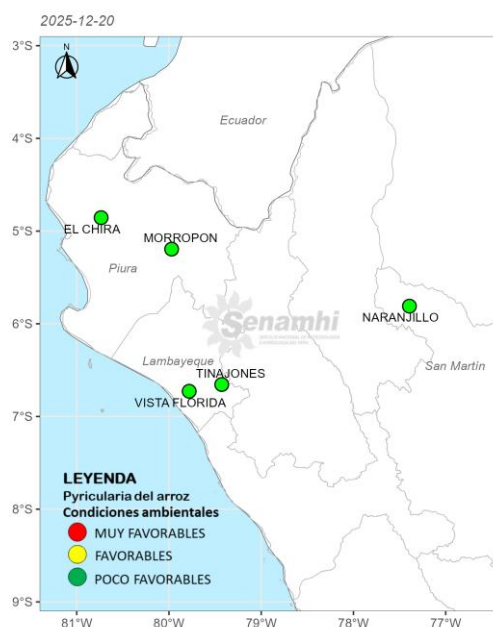 2025-12-20
N
3°S
4°S
5°S
6°S
7°S
8°S
9°S
Ecuador
EL CHIRA
MORROPON
Piura
NARANJILLO
Senamhi
Lambayeque
TINAJONES
San Martín
VISTA FLORIDA
LEYENDA
Pyricularia del arroz
Condiciones ambientales
MUY FAVORABLES
FAVORABLES
POCO FAVORABLES
81°W
80°W
79°W
78°W
77°W